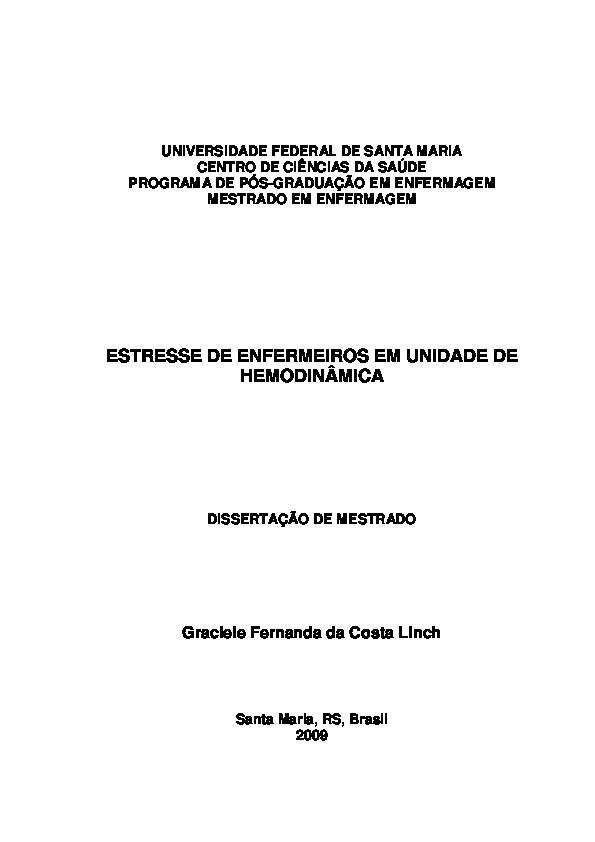 UNIVERSIDADE FEDERAL DE SANTA MARIA
CENTRO DE CIÊNCIAS DA SAÚDE
PROGRAMA DE PÓS-GRADUAÇÃO EM ENFERMAGEM
MESTRADO EM ENFERMAGEM
ESTRESSE DE ENFERMEIROS EM UNIDADE DE
HEMODINÂMICA
DISSERTAÇÃO DE MESTRADO
Graciele Fernanda da Costa Linch
Santa Maria, RS, Brasil
2009